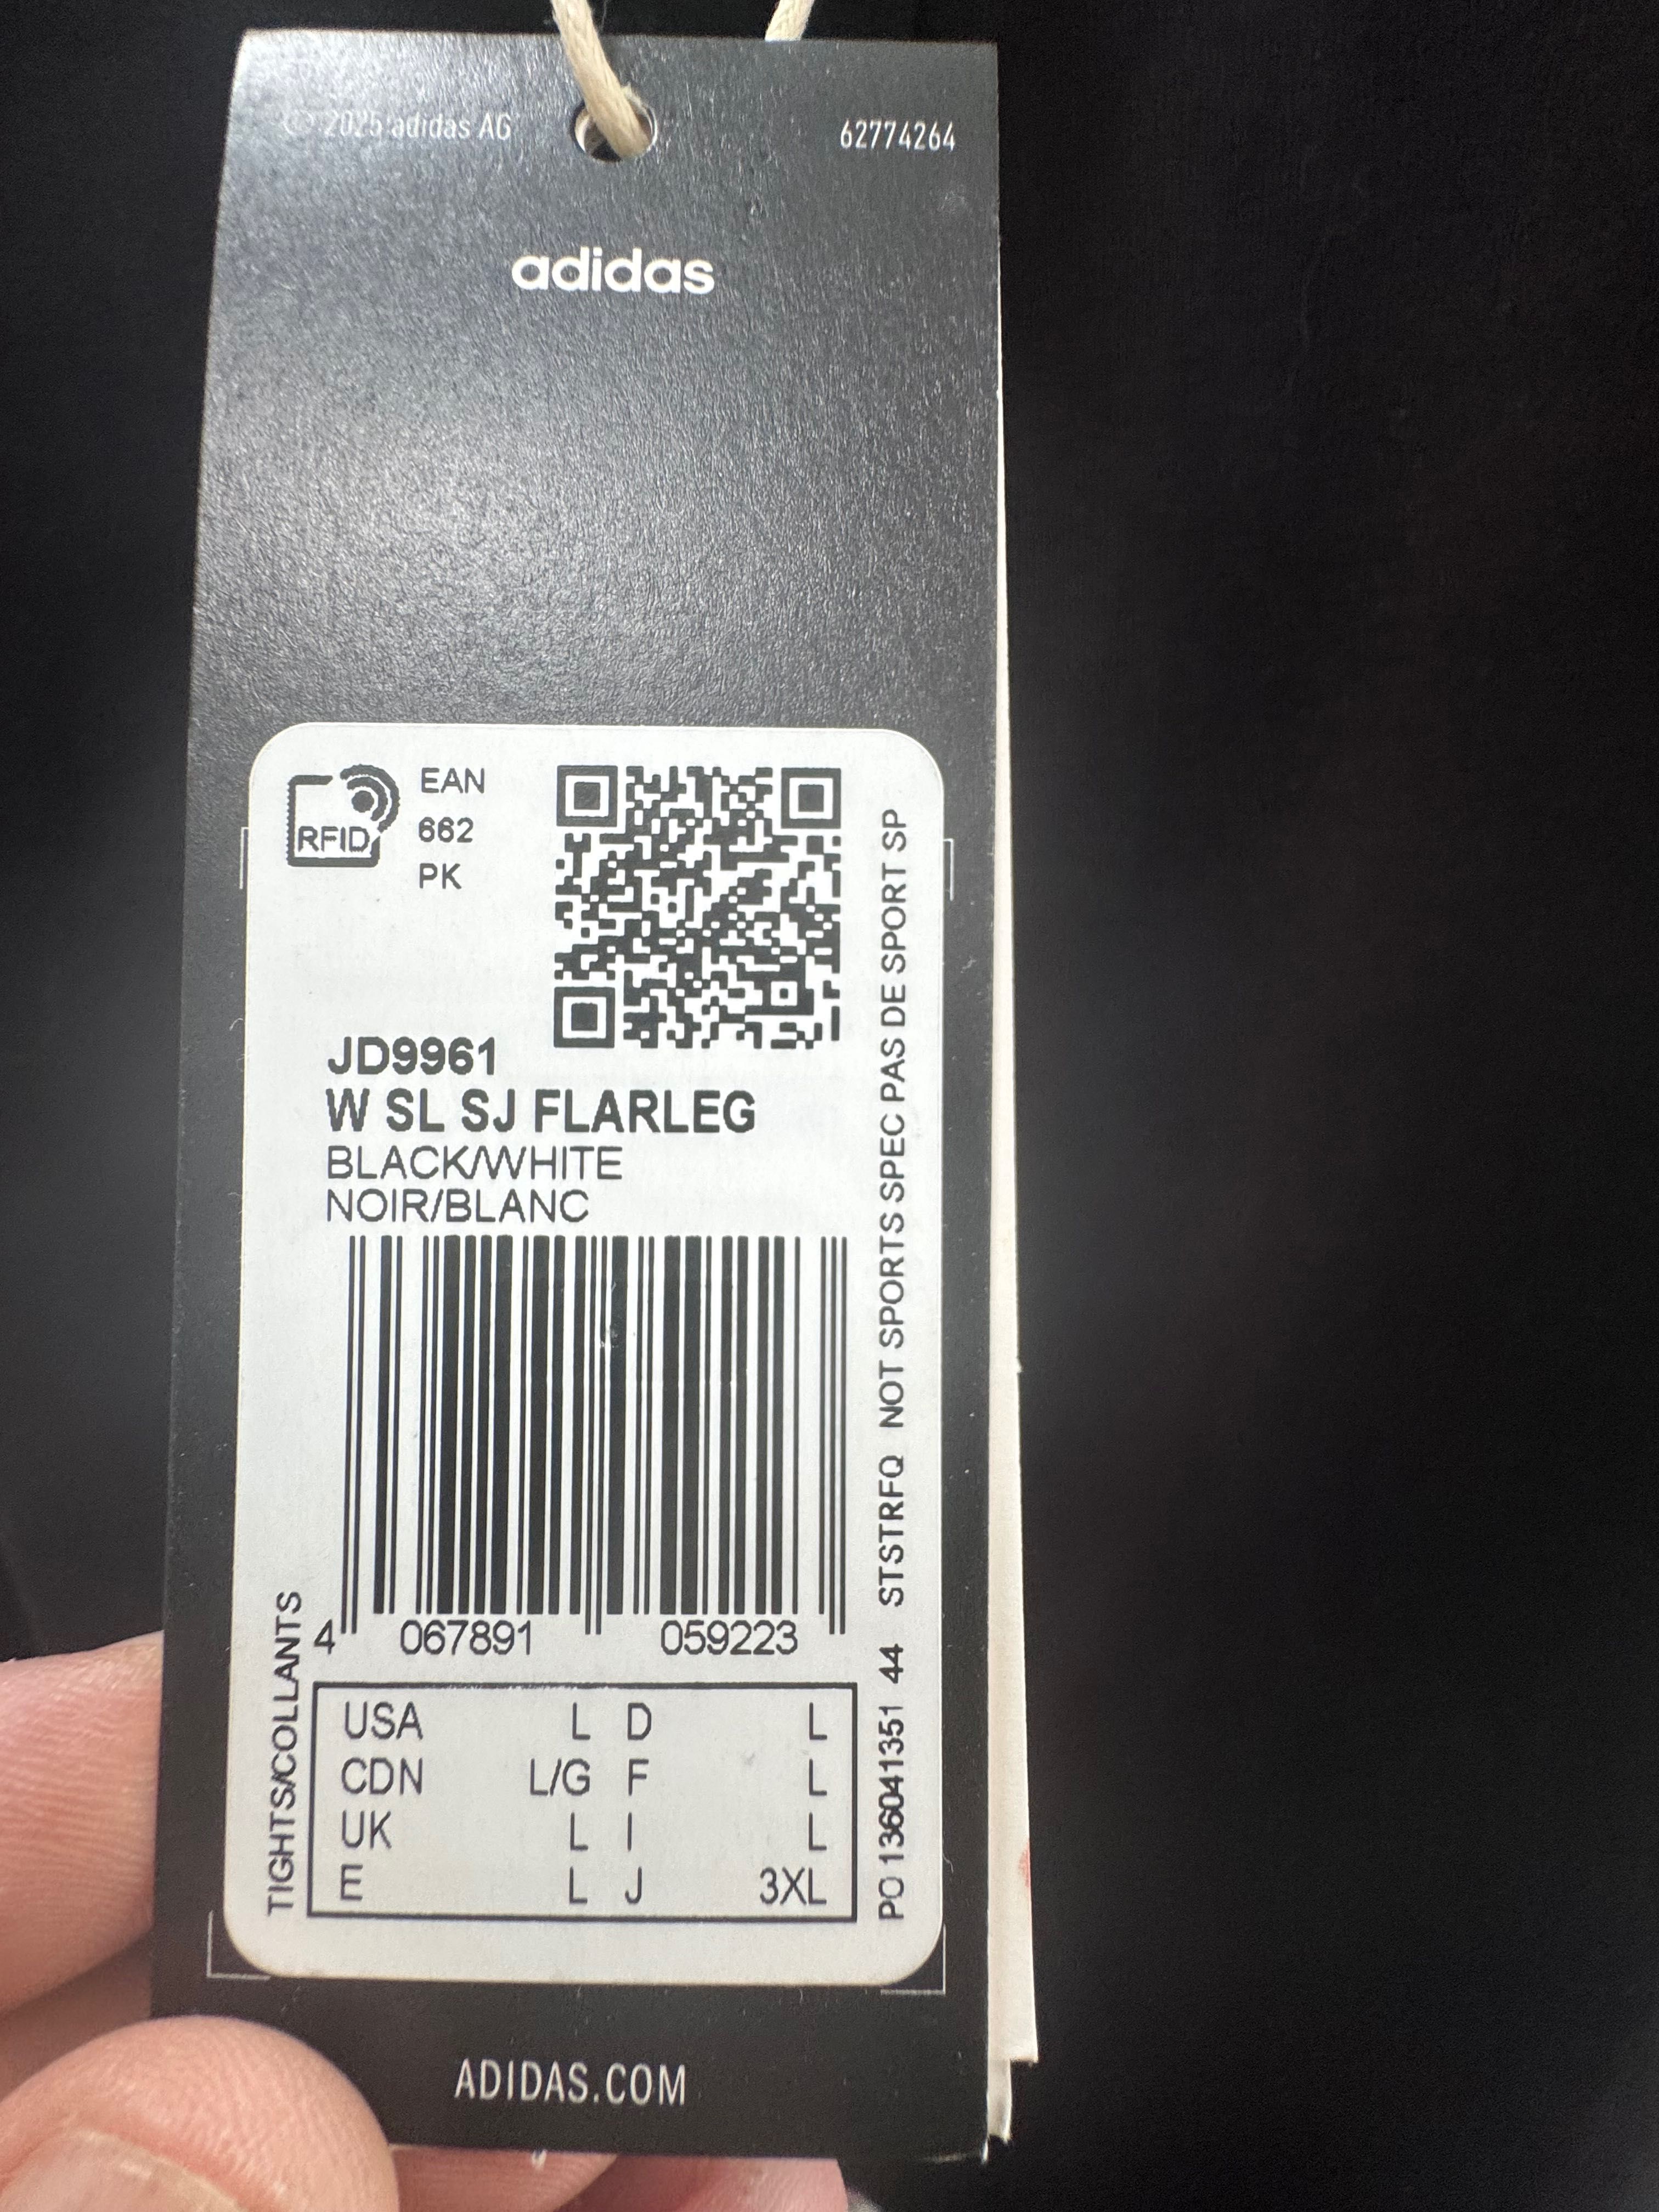 © 2025 adidas AG
62774264
adidas
RFID
EAN
662
PK
JD9961
W SL SJ FLARLEG
BLACK/WHITE
NOIR/BLANC
4 067891 059223
TIGHTS/COLLANTS
USA L D L
CDN L/G F L
UK L I L
E L J 3XL
PO 136041351 44 STSTRFQ NOT SPORTS SPEC PAS DE SPORT SP
ADIDAS.COM